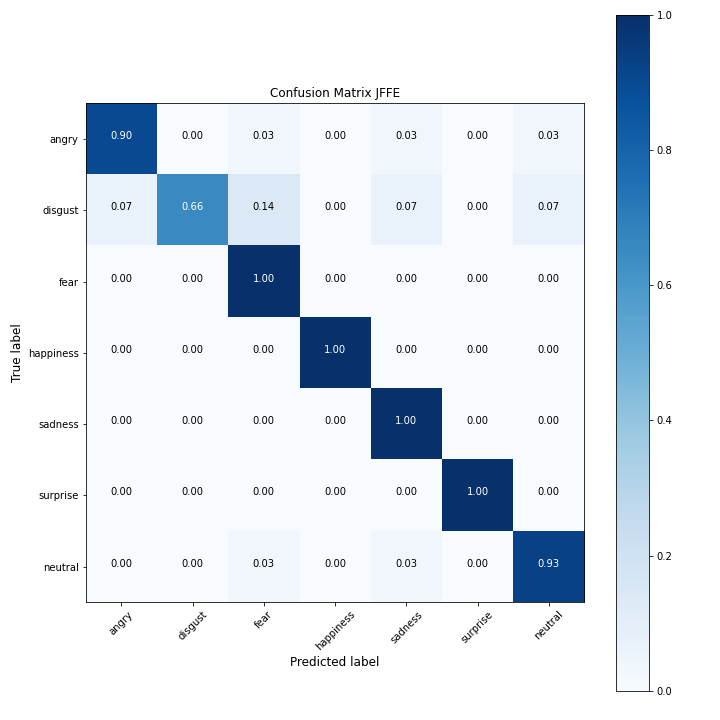 Confusion Matrix JFFE
True label
angry 0.90 0.00 0.03 0.00 0.03 0.00 0.03
disgust 0.07 0.66 0.14 0.00 0.07 0.00 0.07
fear 0.00 0.00 1.00 0.00 0.00 0.00 0.00
happiness 0.00 0.00 0.00 1.00 0.00 0.00 0.00
sadness 0.00 0.00 0.00 0.00 1.00 0.00 0.00
surprise 0.00 0.00 0.00 0.00 0.00 1.00 0.00
neutral 0.00 0.00 0.03 0.00 0.03 0.00 0.93
angry disgust fear happiness sadness surprise neutral
Predicted label
1.0
0.8
0.6
0.4
0.2
0.0